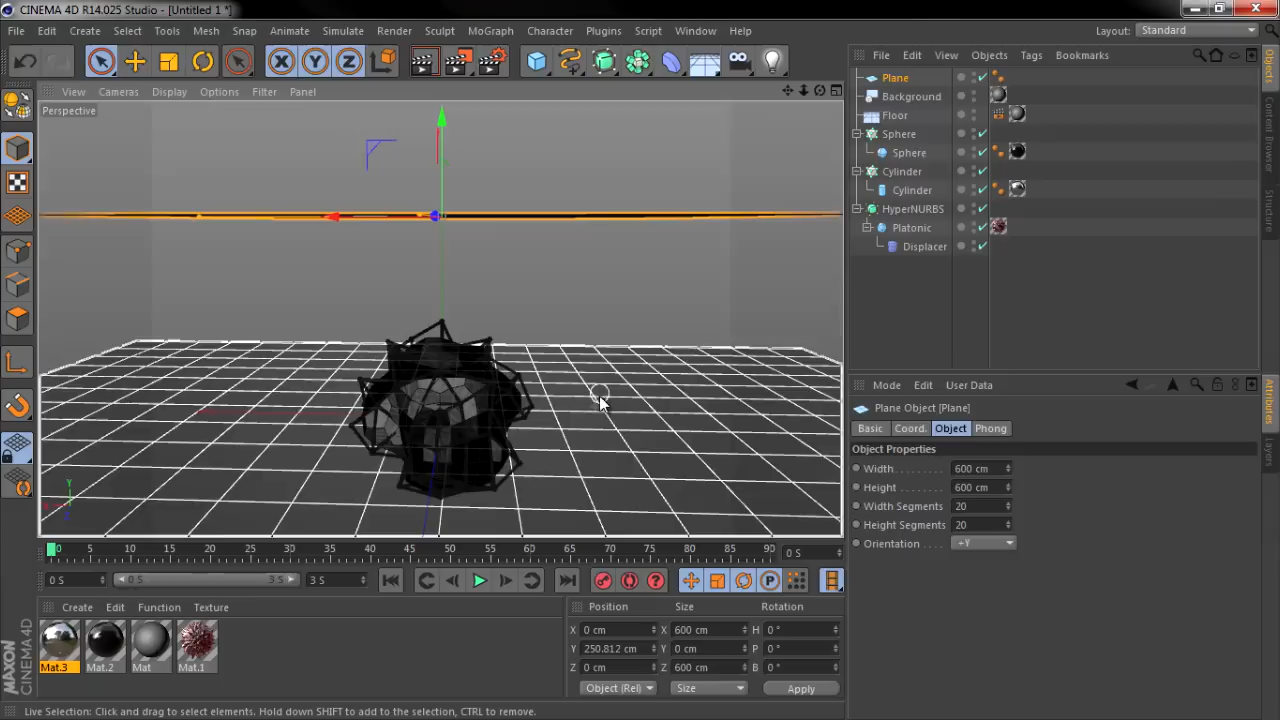 CINEMA 4D R14.025 Studio - [Untitled 1 *]
File Edit Create Select Tools Mesh Snap Animate Simulate Render Sculpt MoGraph Character Plugins Script Window Help Layout: Standard
X Y Z
File Edit View Objects Tags Bookmarks
View Cameras Display Options Filter Panel
Perspective
Plane
Background
Floor
Sphere
Sphere
Cylinder
Cylinder
HyperNURBS
Platonic
Displacer
Objects
Content Browser
Structure
Mode Edit User Data
Plane Object [Plane]
Basic Coord. Object Phong
Object Properties
Width 600 cm
Height 600 cm
Width Segments 20
Height Segments 20
Orientation +Y
Attributes
Layers
Y
0 5 10 15 20 25 30 35 40 45 50 55 60 65 70 75 80 85 90 0 S
0 S 0 S 3 S 3 S
P
Create Edit Function Texture
Mat.3 Mat.2 Mat Mat.1
Position Size Rotation
X 0 cm X 600 cm H 0 °
Y 250.812 cm Y 0 cm P 0 °
Z 0 cm Z 600 cm B 0 °
Object (Rel) Size Apply
MAXON CINEMA 4D
Live Selection: Click and drag to select elements. Hold down SHIFT to add to the selection, CTRL to remove.